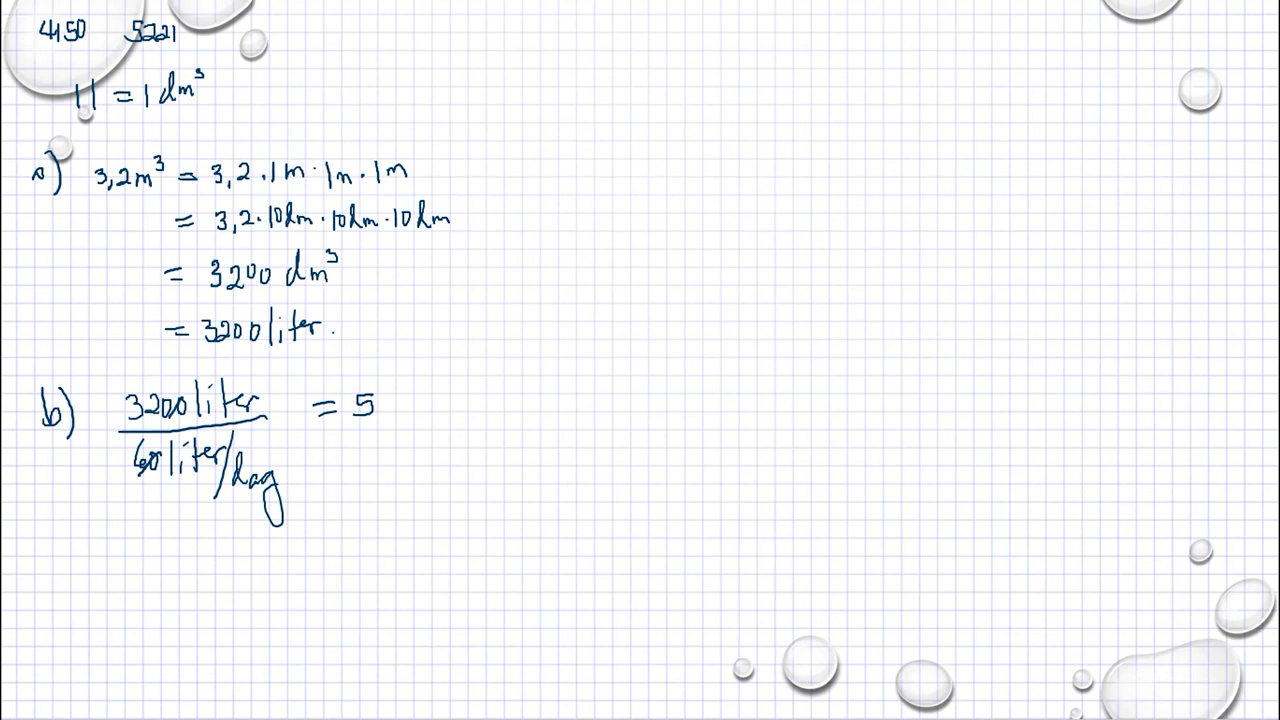 4150 5221
1l = 1 dm³
a) 3,2m³ = 3,2 · 1m · 1m · 1m
= 3,2 · 10dm · 10dm · 10dm
= 3200 dm³
= 3200 liter.
b) 3200 liter = 5
60 liter/dag